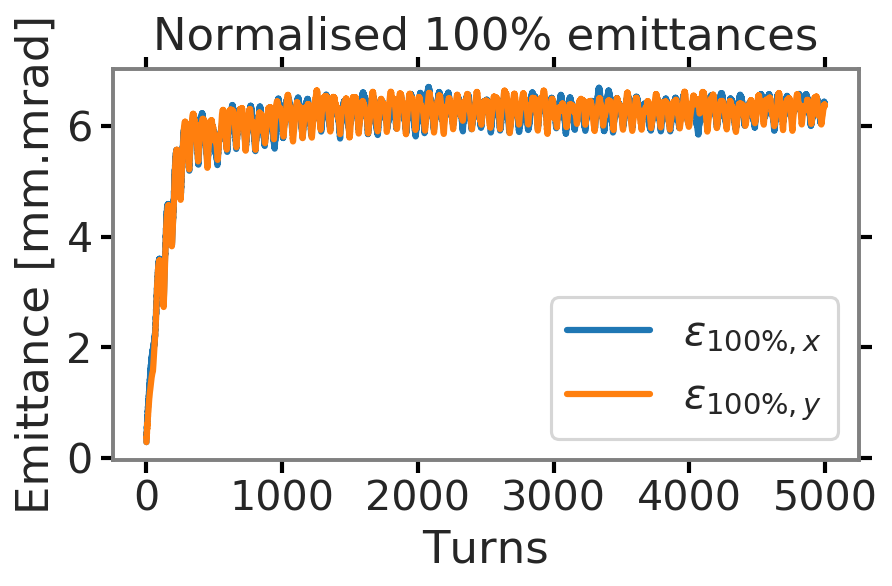 Normalised 100% emittances
Emittance [mm.mrad]
6
4
2
0
ε100%, x
ε100%, y
0 1000 2000 3000 4000 5000
Turns